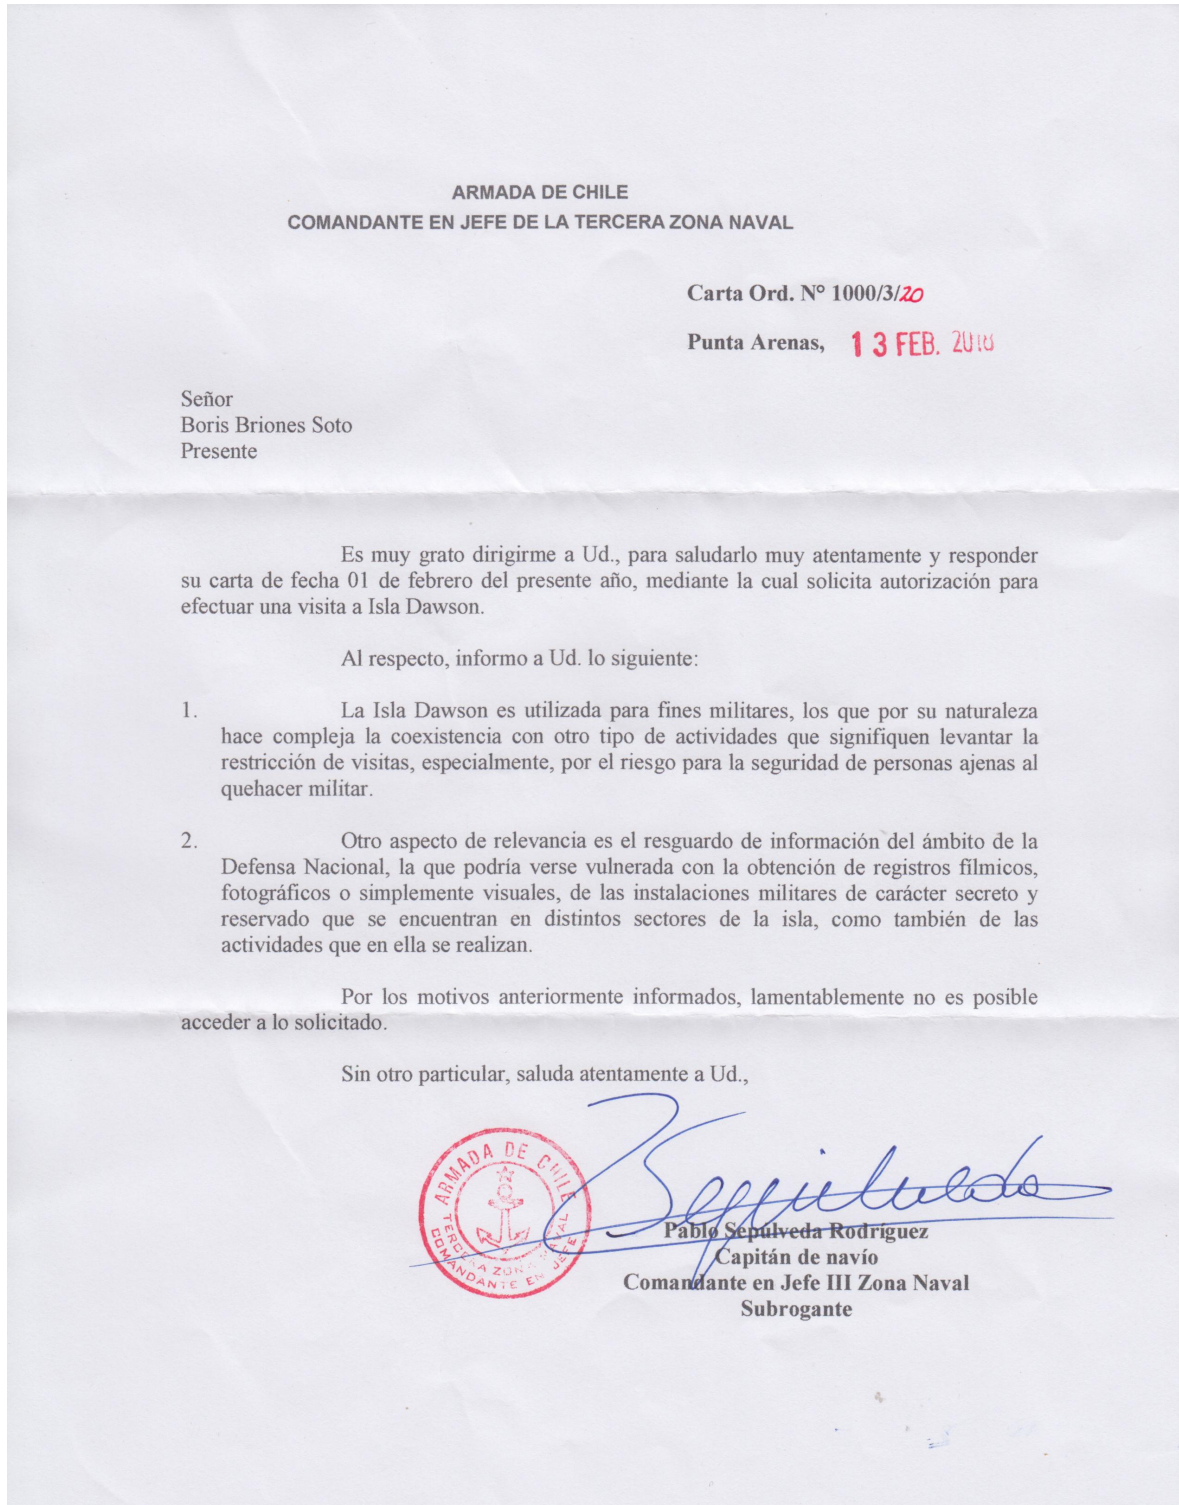 ARMADA DE CHILE
COMANDANTE EN JEFE DE LA TERCERA ZONA NAVAL
Carta Ord. N° 1000/3/20
Punta Arenas, 13 FEB. 2018
Señor
Boris Briones Soto
Presente
Es muy grato dirigirme a Ud., para saludarlo muy atentamente y responder
su carta de fecha 01 de febrero del presente año, mediante la cual solicita autorización para
efectuar una visita a Isla Dawson.
Al respecto, informo a Ud. lo siguiente:
1. La Isla Dawson es utilizada para fines militares, los que por su naturaleza
hace compleja la coexistencia con otro tipo de actividades que signifiquen levantar la
restricción de visitas, especialmente, por el riesgo para la seguridad de personas ajenas al
quehacer militar.
2. Otro aspecto de relevancia es el resguardo de información del ámbito de la
Defensa Nacional, la que podría verse vulnerada con la obtención de registros fílmicos,
fotográficos o simplemente visuales, de las instalaciones militares de carácter secreto y
reservado que se encuentran en distintos sectores de la isla, como también de las
actividades que en ella se realizan.
Por los motivos anteriormente informados, lamentablemente no es posible
acceder a lo solicitado.
Sin otro particular, saluda atentamente a Ud.,
ARMADA DE CHILE
TERCERA ZONA NAVAL
COMANDANTE EN JEFE
Pablo Sepúlveda Rodríguez
Capitán de navío
Comandante en Jefe III Zona Naval
Subrogante